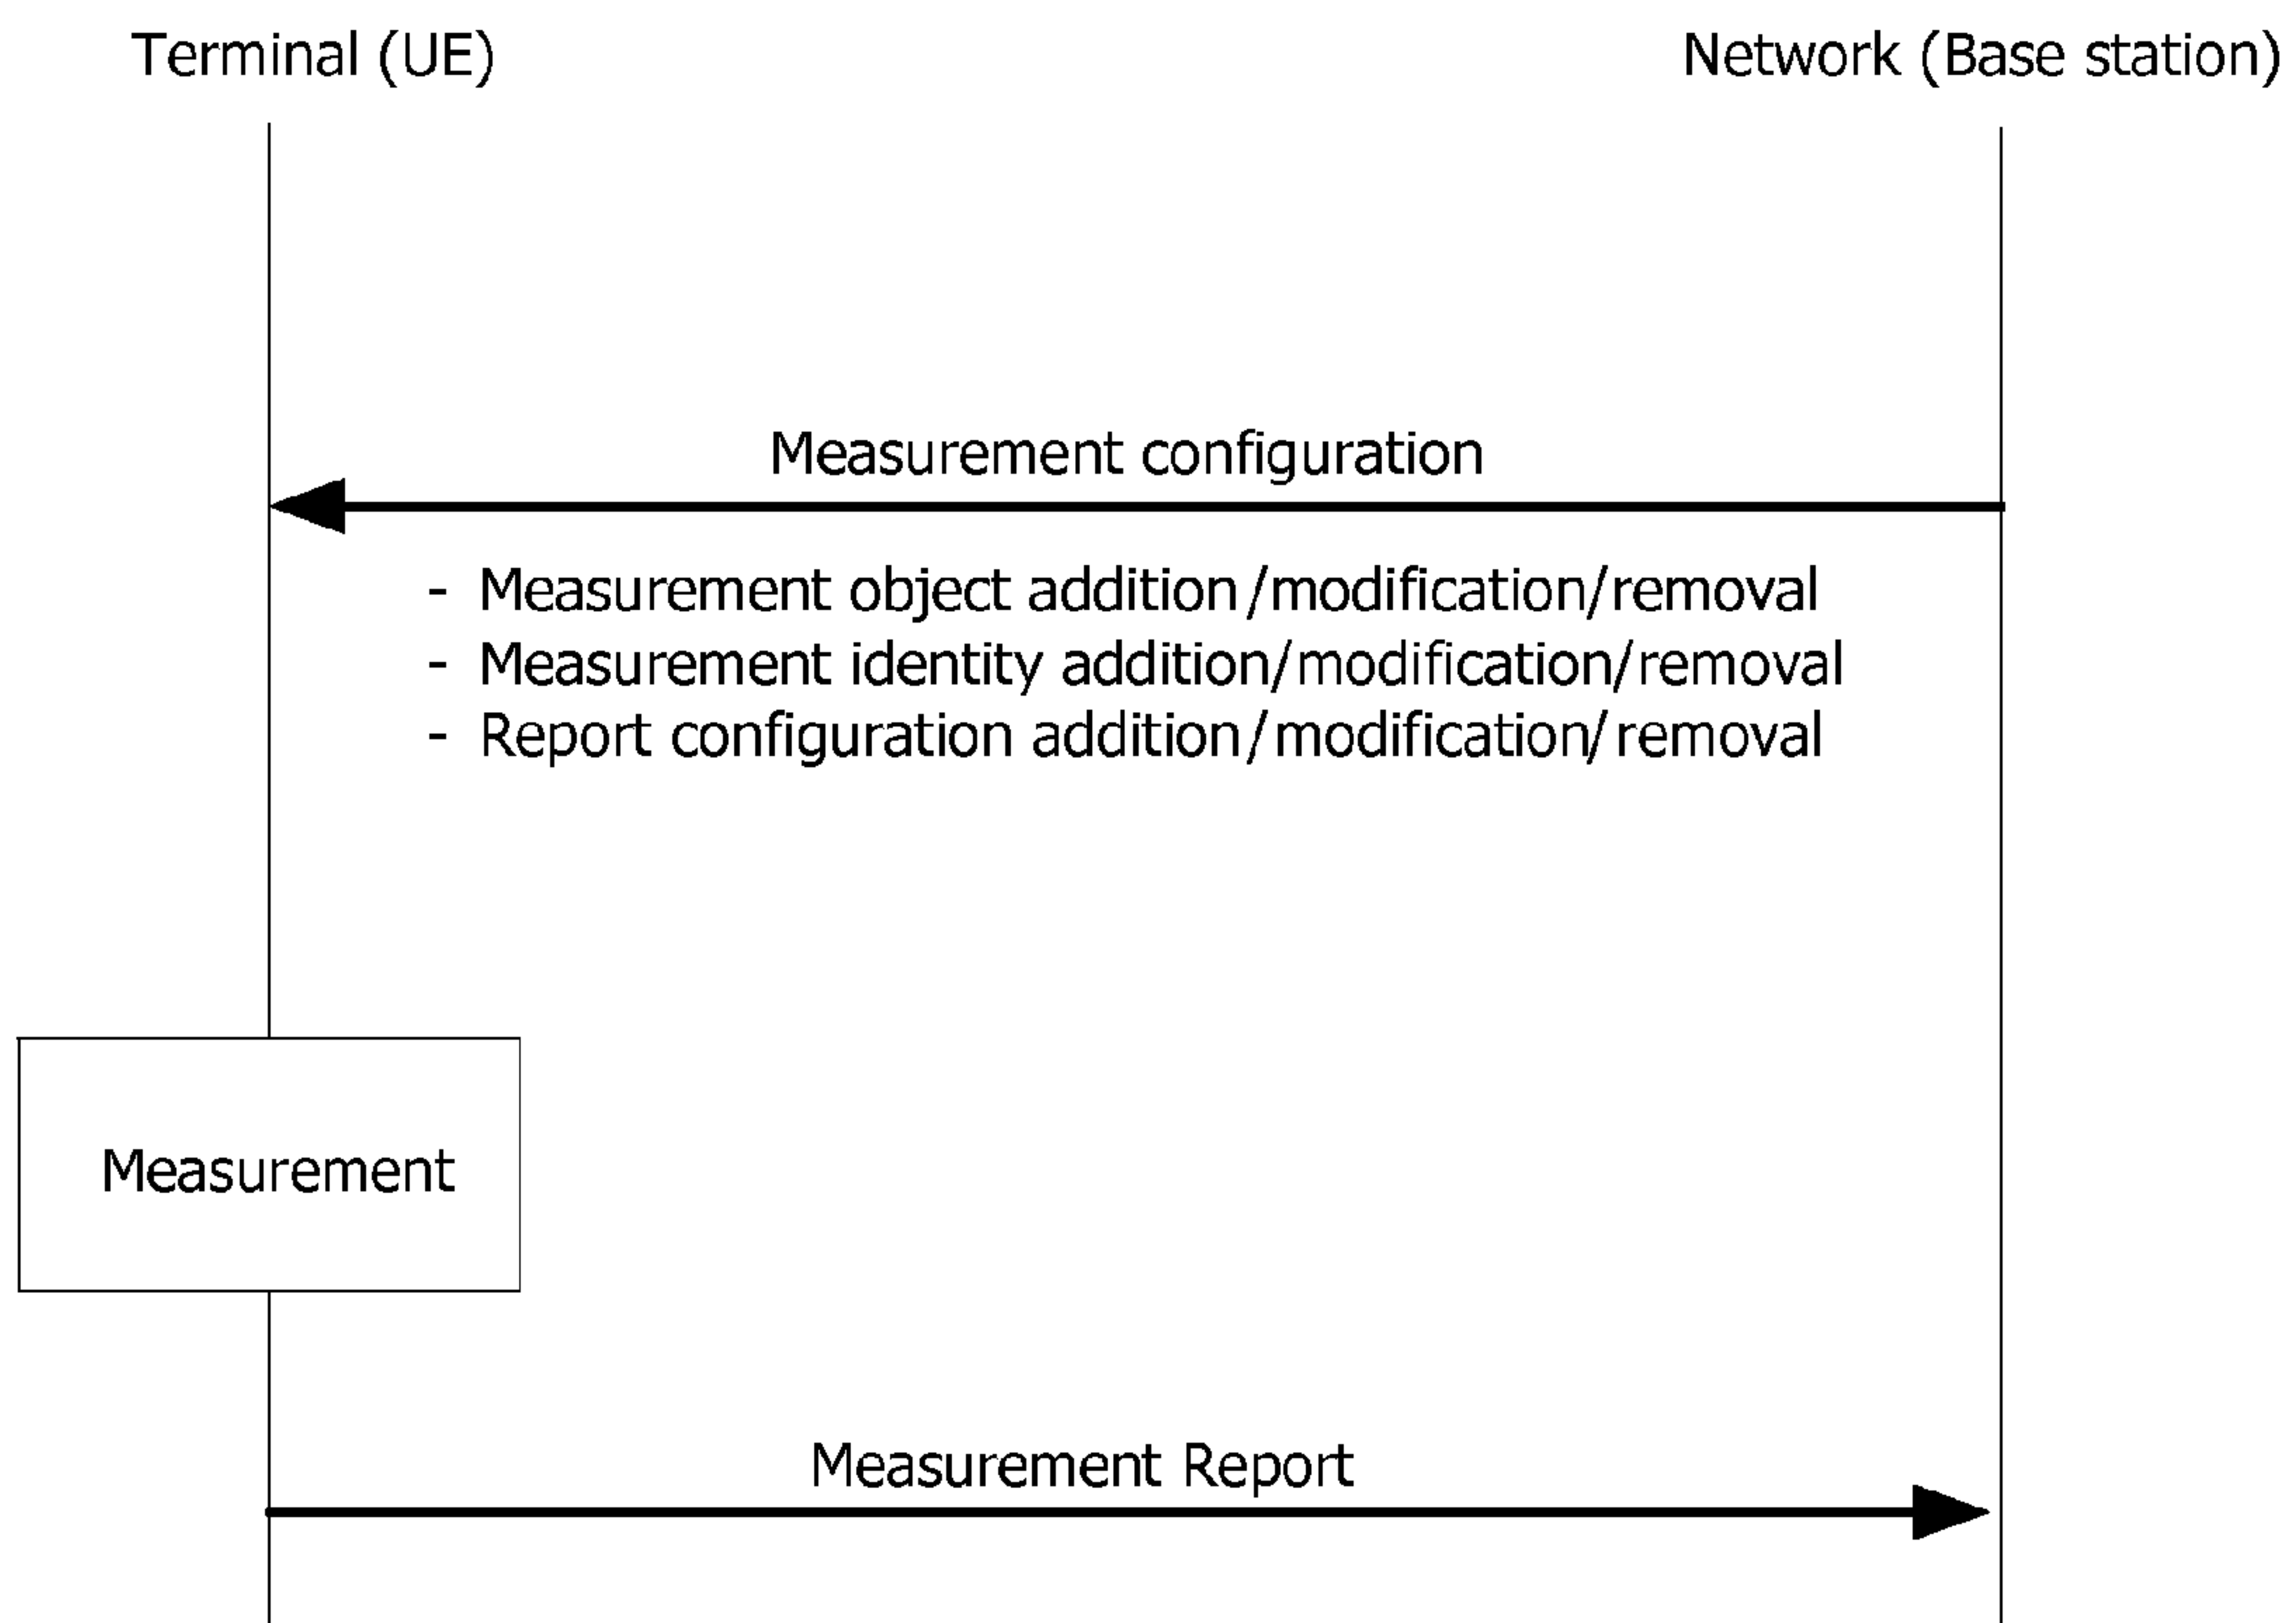 Terminal (UE) Network (Base station)
Measurement configuration
- Measurement object addition/modification/removal
- Measurement identity addition/modification/removal
- Report configuration addition/modification/removal
Measurement
Measurement Report